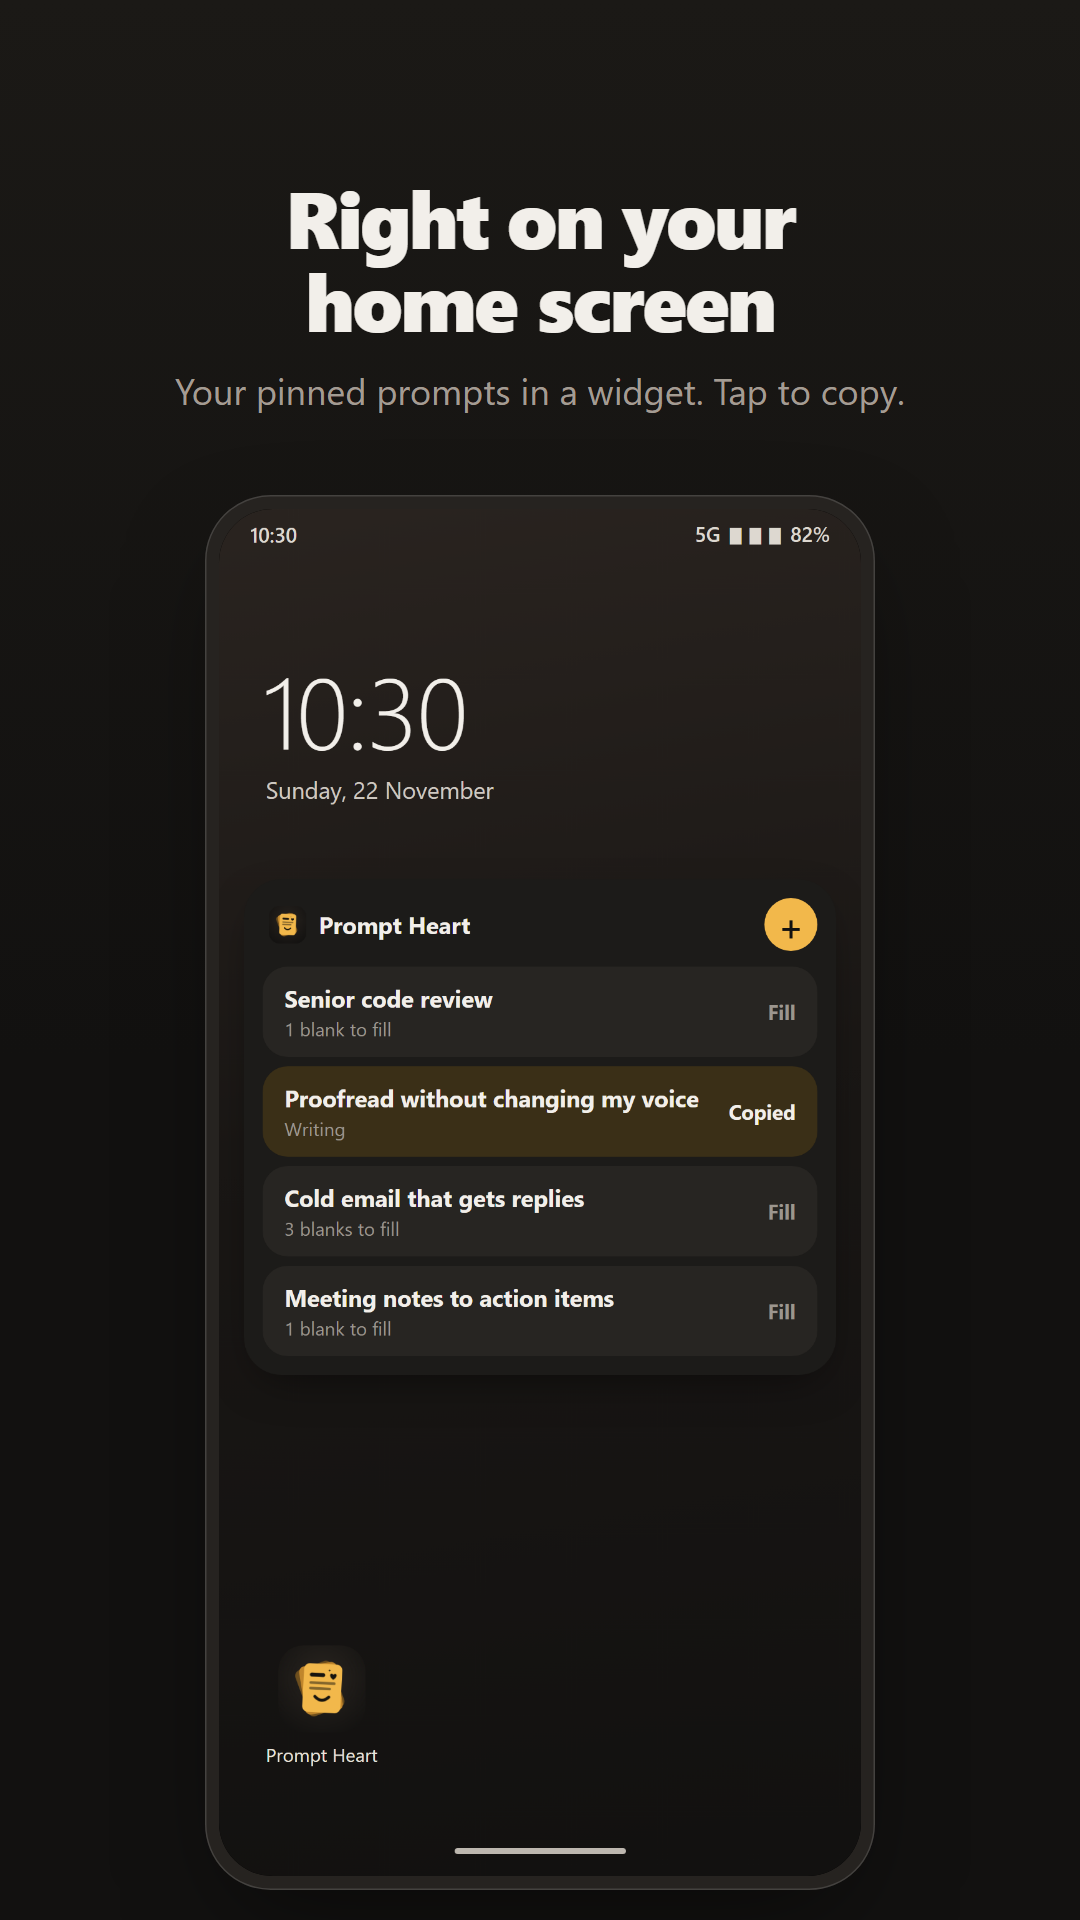 Right on your
home screen
Your pinned prompts in a widget. Tap to copy.
10:30
5G 82%
10:30
Sunday, 22 November
Prompt Heart
+
Senior code review
1 blank to fill
Fill
Proofread without changing my voice
Writing
Copied
Cold email that gets replies
3 blanks to fill
Fill
Meeting notes to action items
1 blank to fill
Fill
Prompt Heart